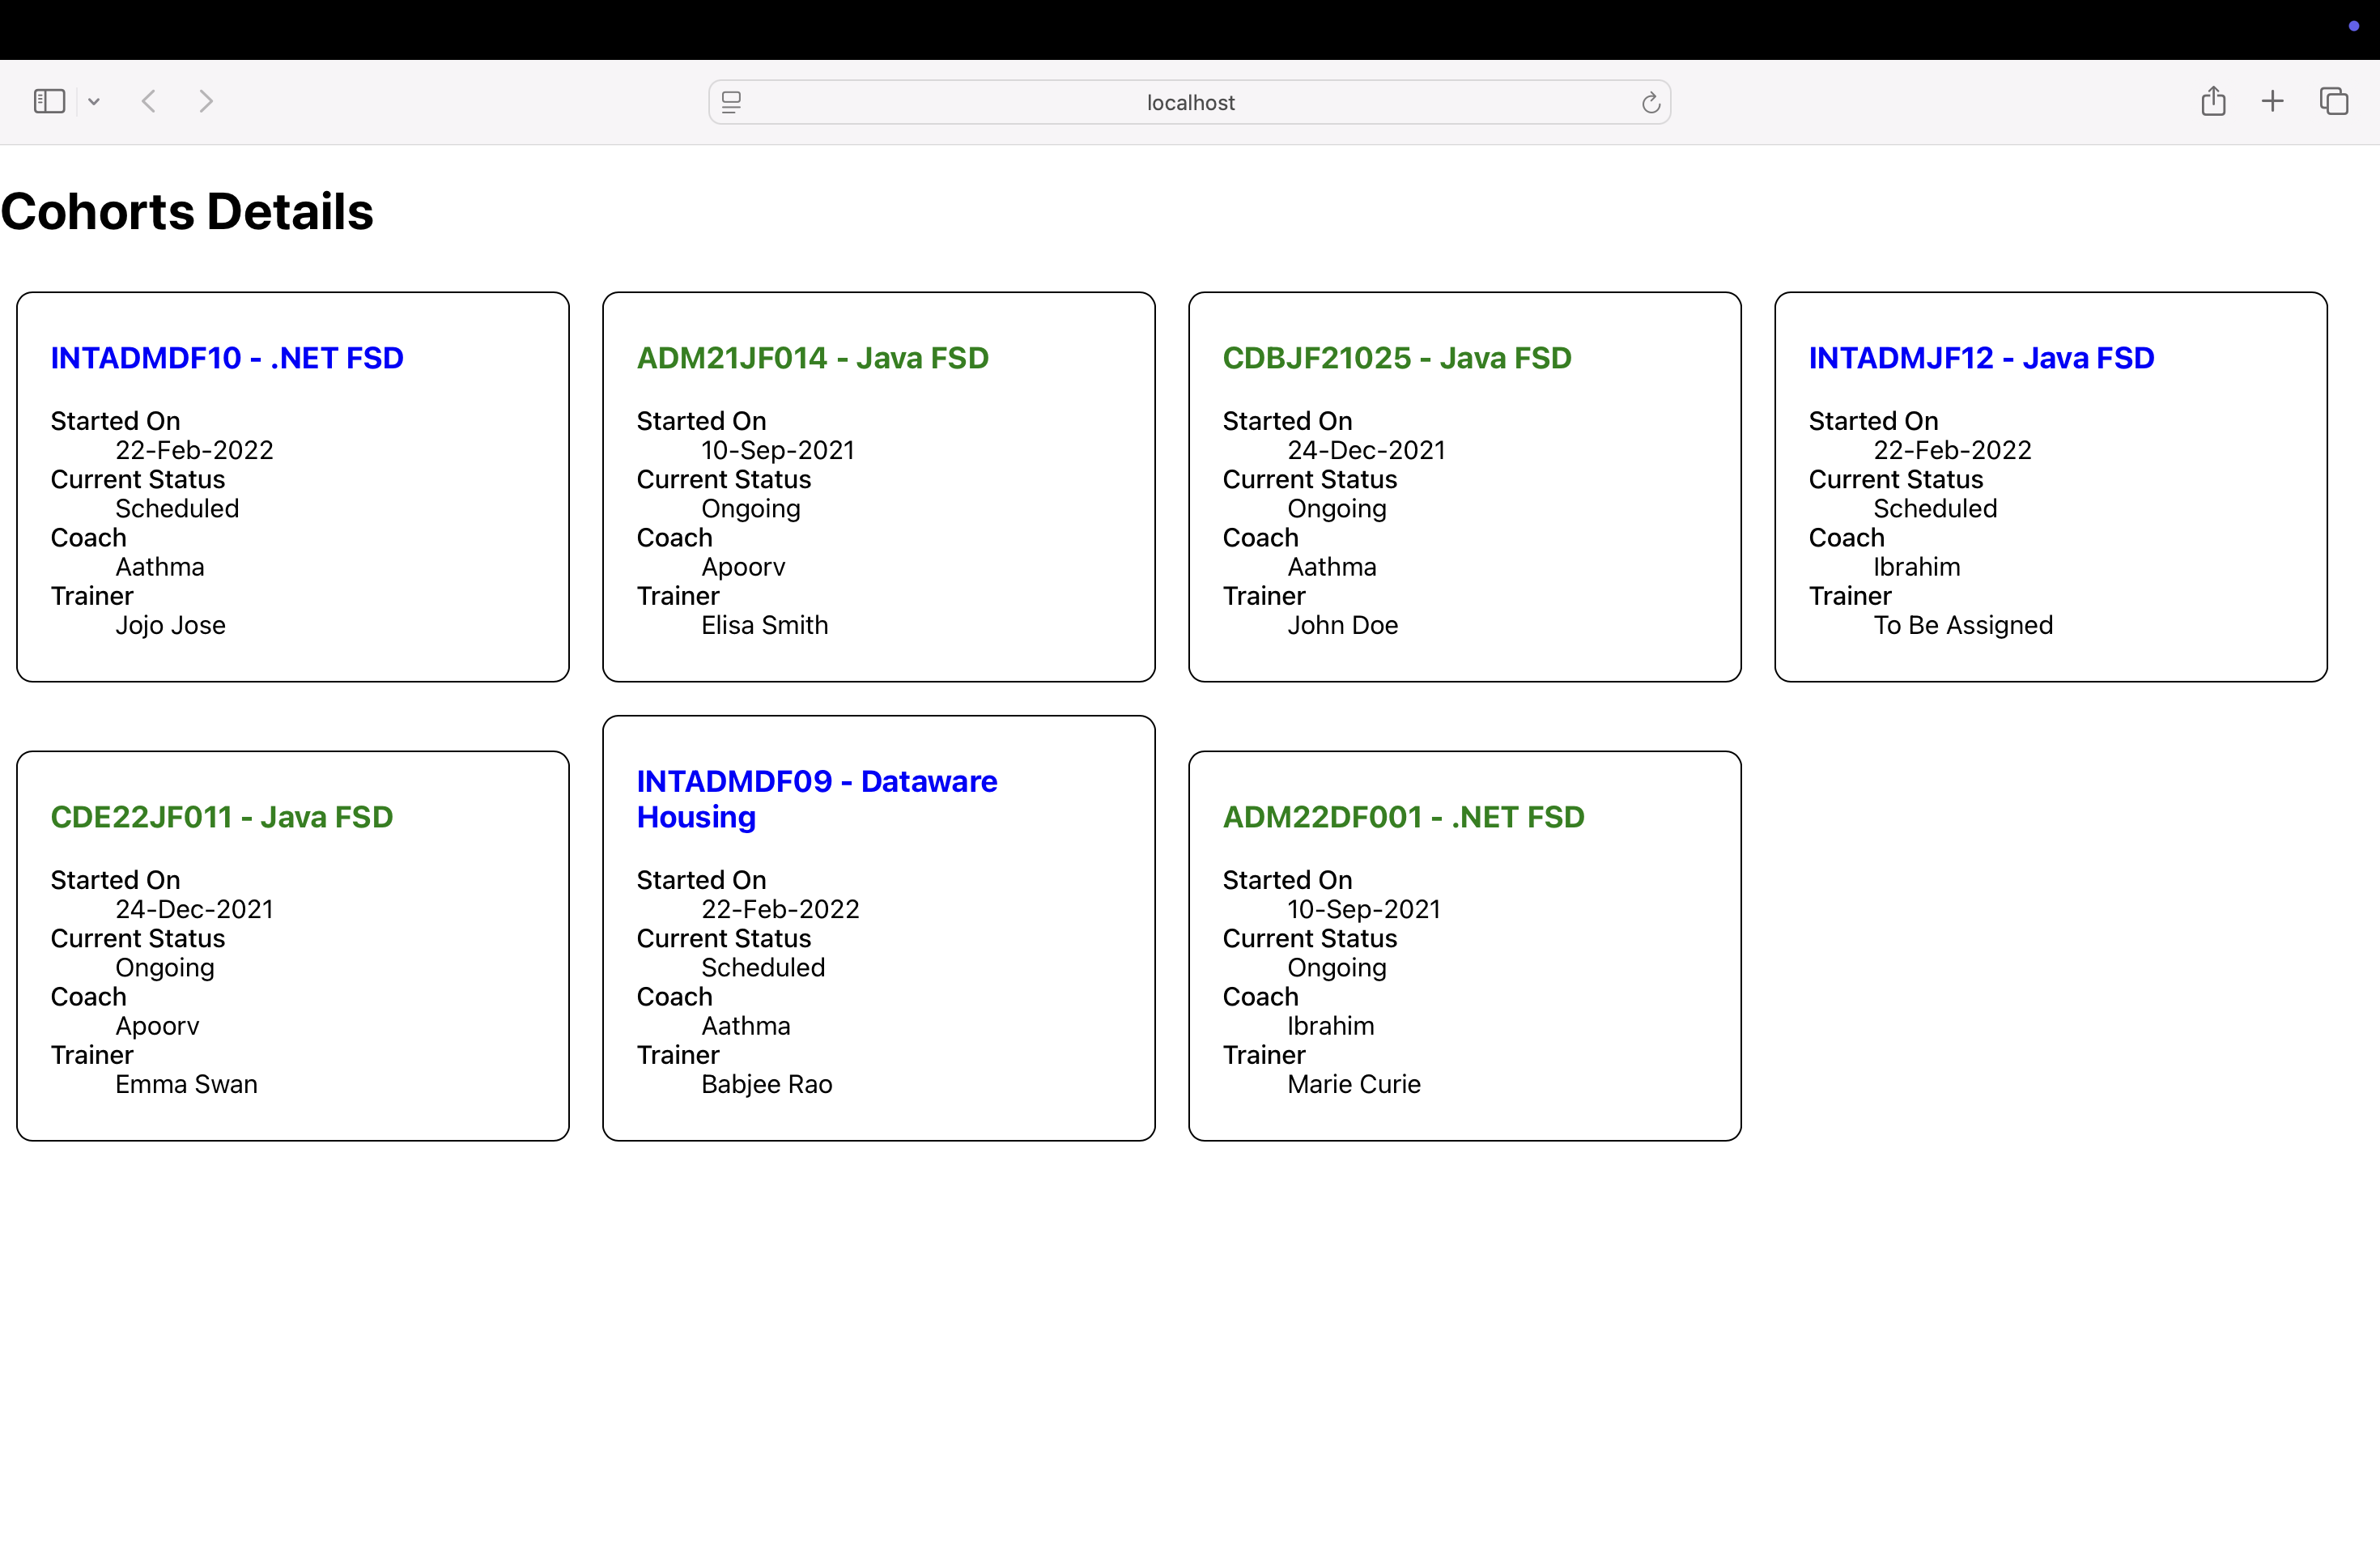 localhost
Cohorts Details
INTADMDF10 - .NET FSD
Started On
22-Feb-2022
Current Status
Scheduled
Coach
Aathma
Trainer
Jojo Jose
ADM21JF014 - Java FSD
Started On
10-Sep-2021
Current Status
Ongoing
Coach
Apoorv
Trainer
Elisa Smith
CDBJF21025 - Java FSD
Started On
24-Dec-2021
Current Status
Ongoing
Coach
Aathma
Trainer
John Doe
INTADMJF12 - Java FSD
Started On
22-Feb-2022
Current Status
Scheduled
Coach
Ibrahim
Trainer
To Be Assigned
CDE22JF011 - Java FSD
Started On
24-Dec-2021
Current Status
Ongoing
Coach
Apoorv
Trainer
Emma Swan
INTADMDF09 - Dataware
Housing
Started On
22-Feb-2022
Current Status
Scheduled
Coach
Aathma
Trainer
Babjee Rao
ADM22DF001 - .NET FSD
Started On
10-Sep-2021
Current Status
Ongoing
Coach
Ibrahim
Trainer
Marie Curie